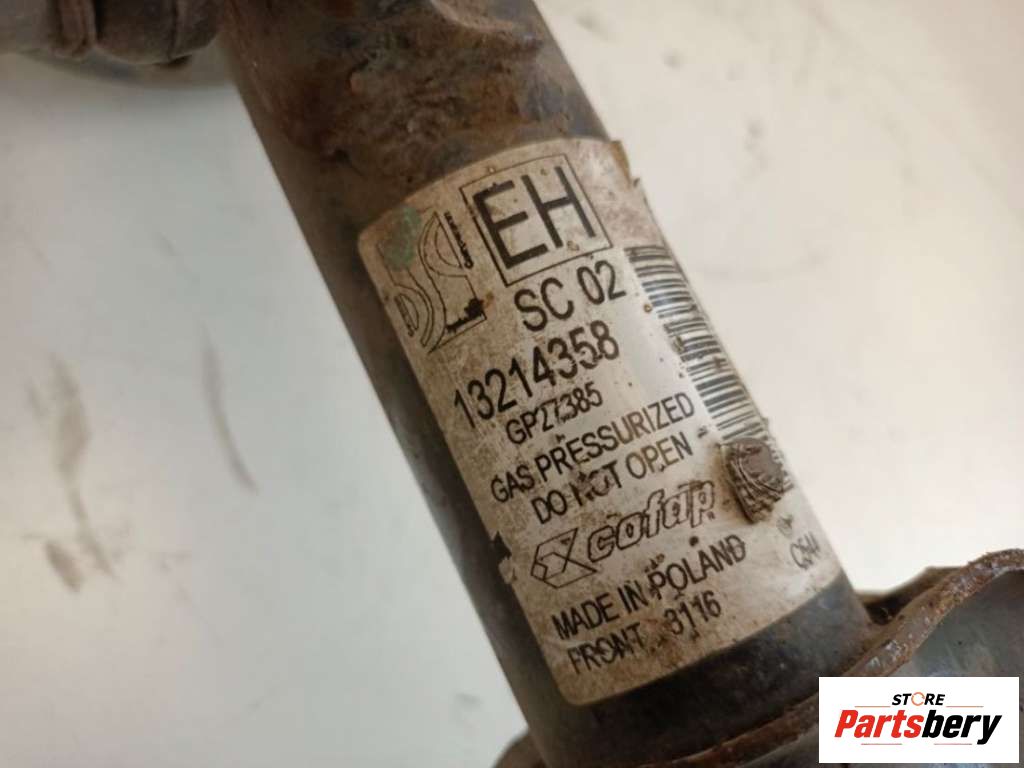 EH
SC 02
13214358
GP27385
GAS PRESSURIZED
DO NOT OPEN
cofap
MADE IN POLAND
FRONT 3116
STORE
Partsbery